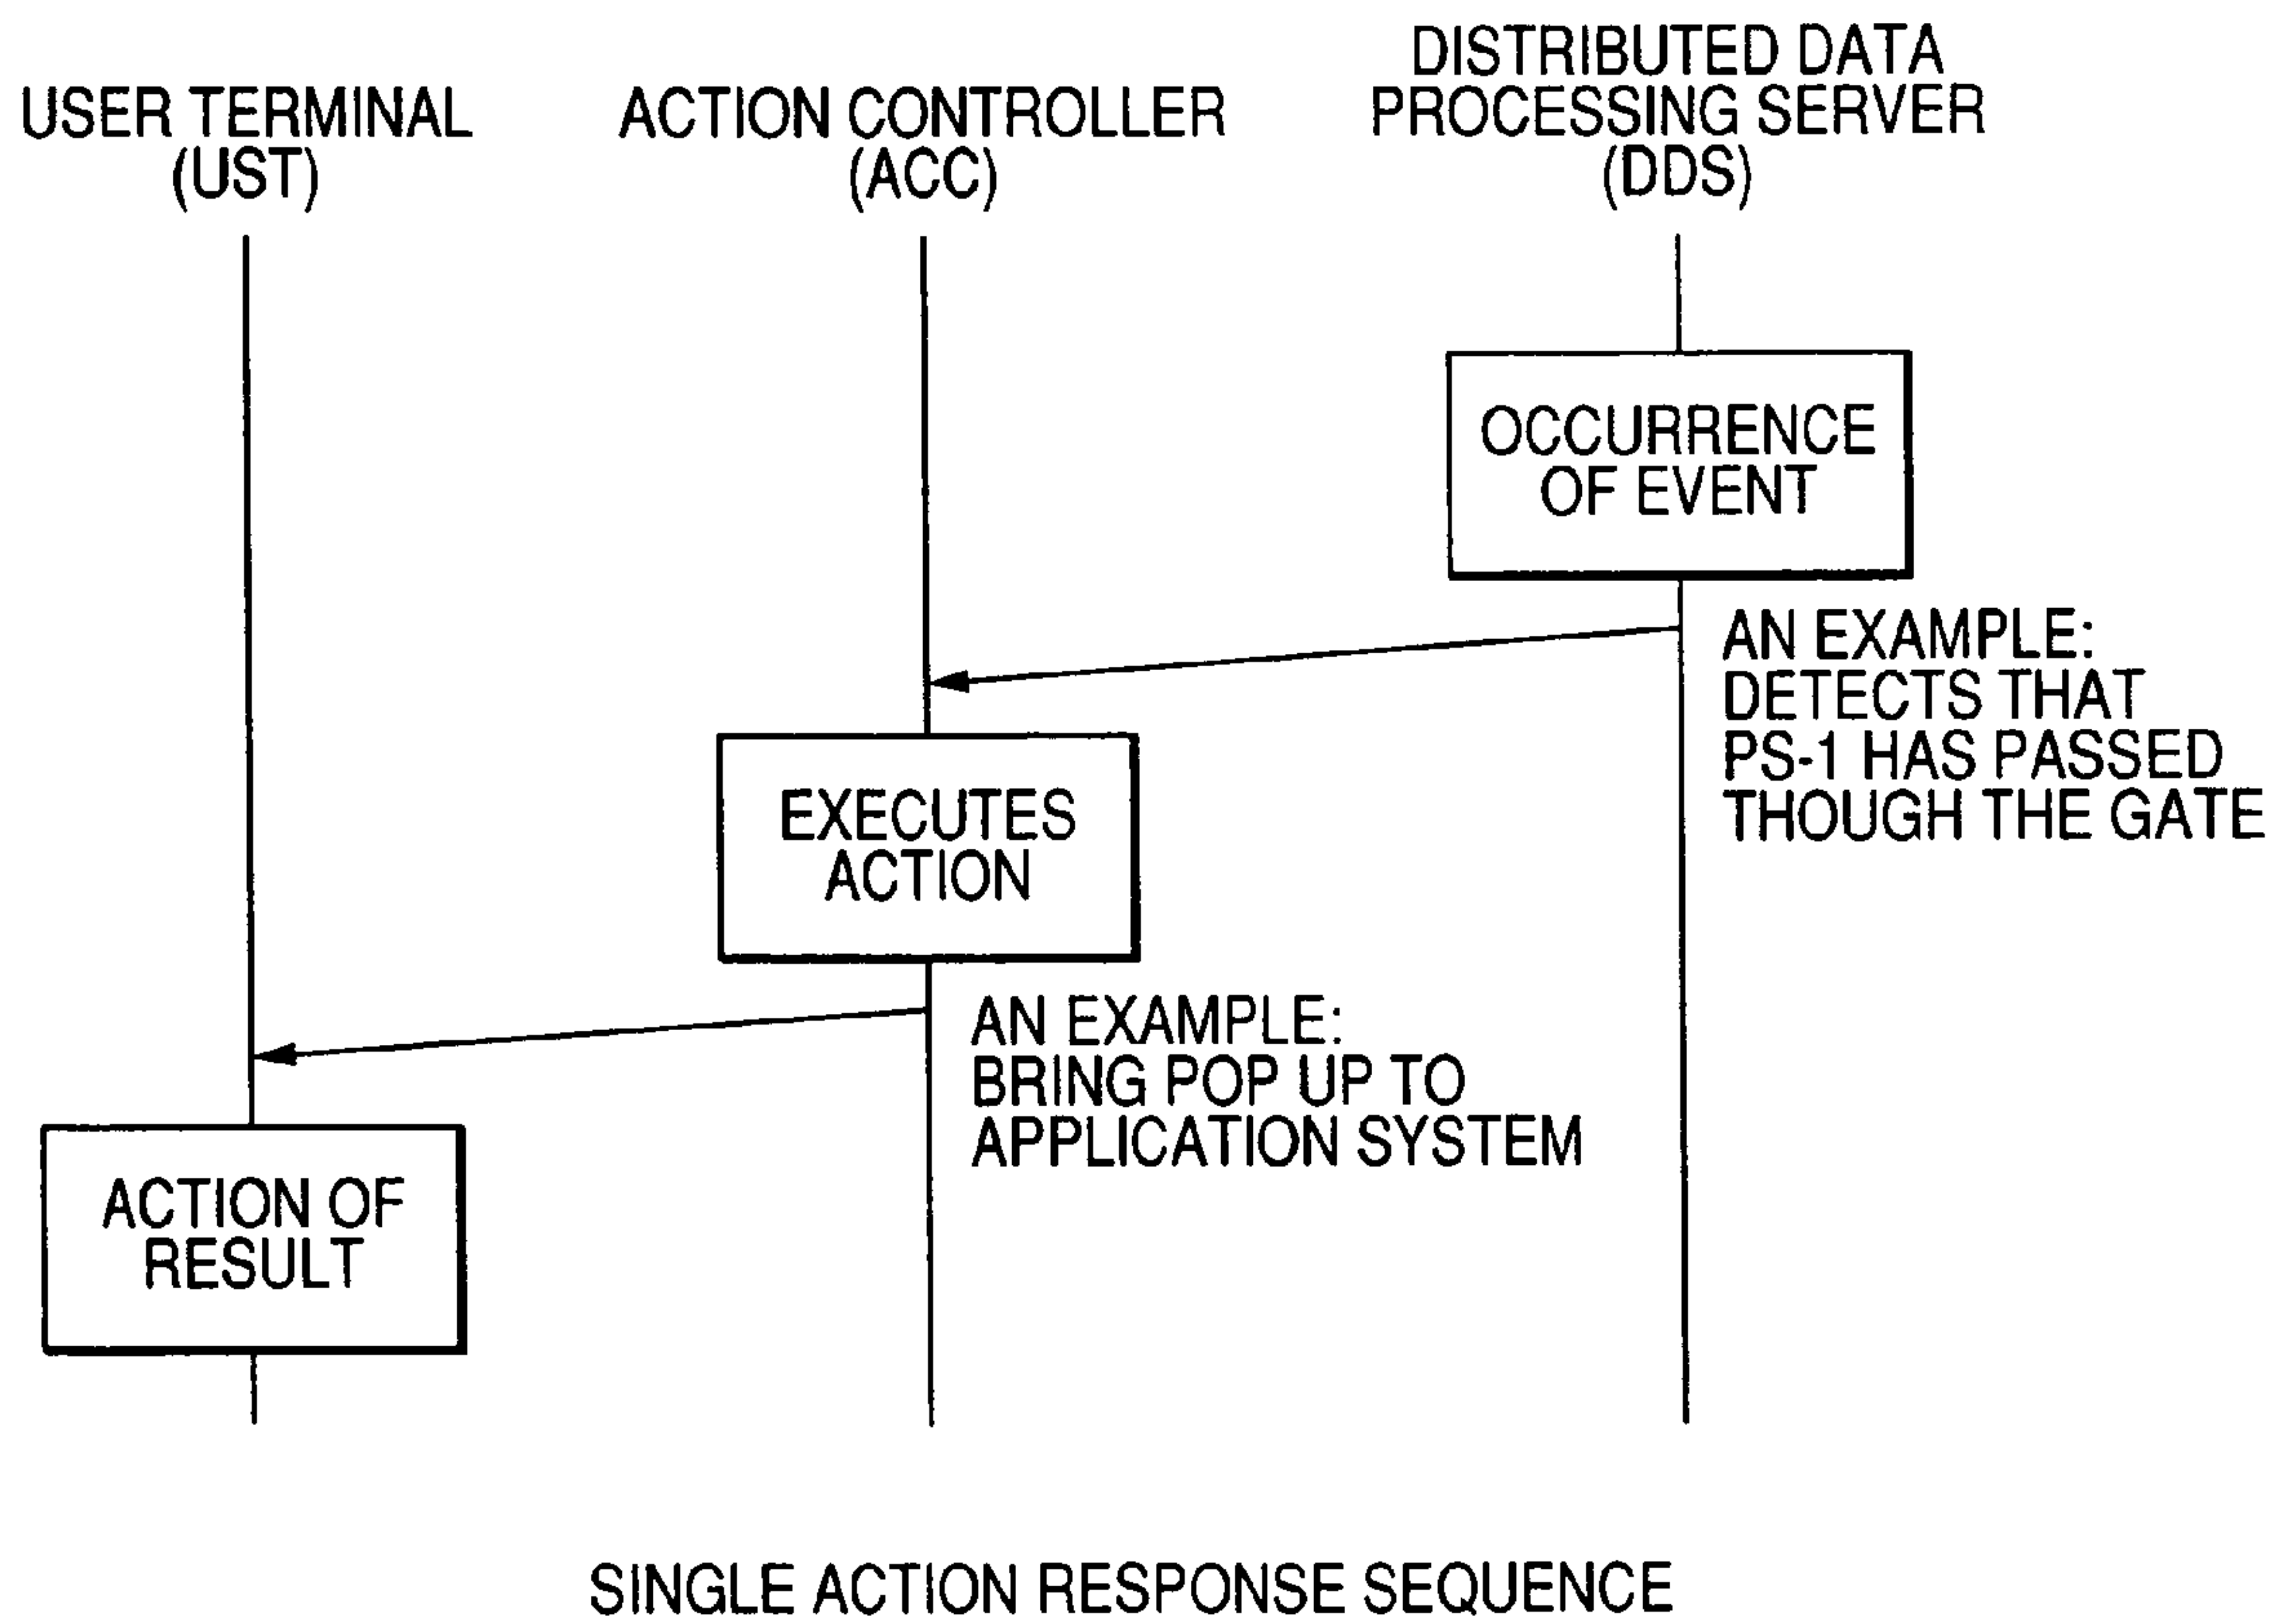 USER TERMINAL
(UST)
ACTION CONTROLLER
(ACC)
DISTRIBUTED DATA
PROCESSING SERVER
(DDS)
OCCURRENCE
OF EVENT
AN EXAMPLE:
DETECTS THAT
PS-1 HAS PASSED
THOUGH THE GATE
EXECUTES
ACTION
AN EXAMPLE:
BRING POP UP TO
APPLICATION SYSTEM
ACTION OF
RESULT
SINGLE ACTION RESPONSE SEQUENCE